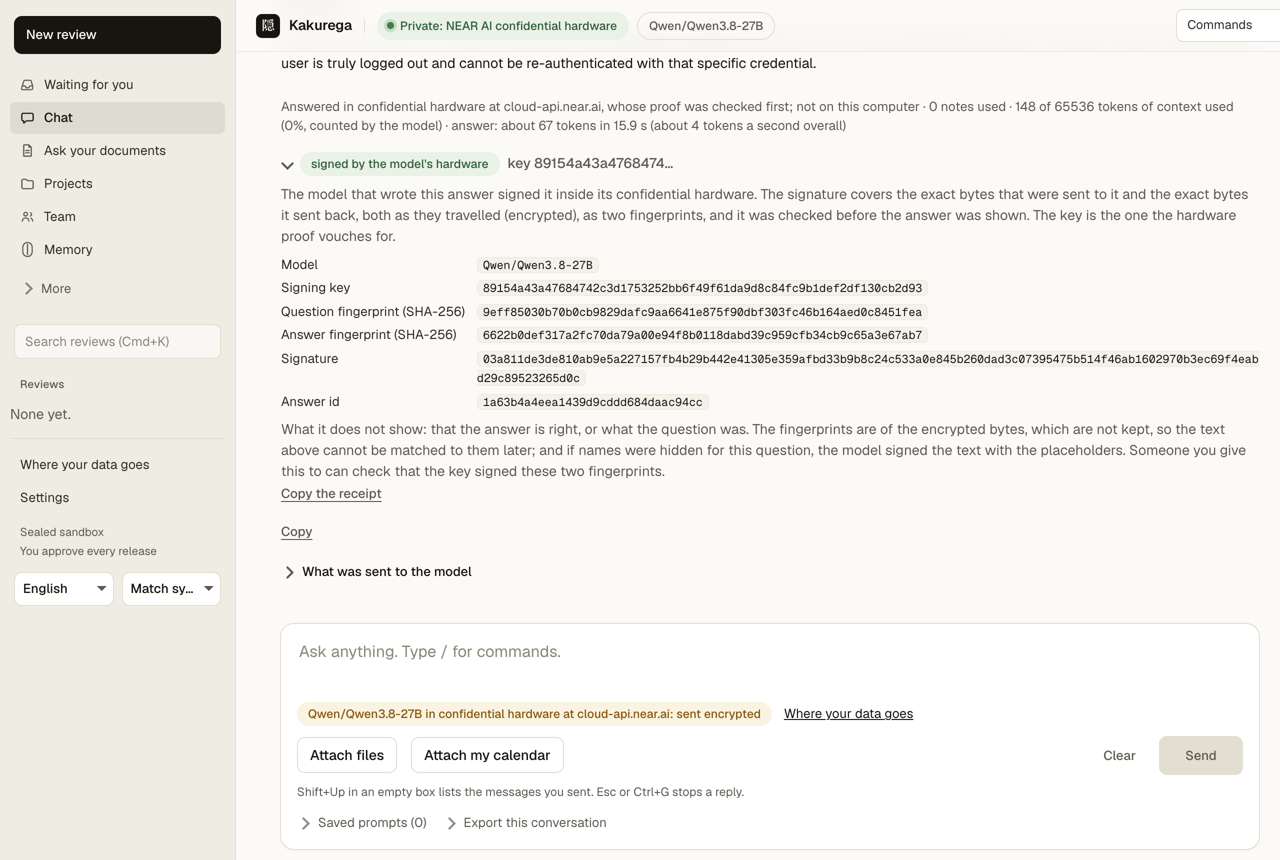 New review
Waiting for you
Chat
Ask your documents
Projects
Team
Memory
More
Search reviews (Cmd+K)
Reviews
None yet.
Where your data goes
Settings
Sealed sandbox
You approve every release
English
Match sy...
Kakurega
Private: NEAR AI confidential hardware
Qwen/Qwen3.8-27B
Commands
user is truly logged out and cannot be re-authenticated with that specific credential.
Answered in confidential hardware at cloud-api.near.ai, whose proof was checked first; not on this computer · 0 notes used · 148 of 65536 tokens of context used
(0%, counted by the model) · answer: about 67 tokens in 15.9 s (about 4 tokens a second overall)
signed by the model's hardware key 89154a43a4768474...
The model that wrote this answer signed it inside its confidential hardware. The signature covers the exact bytes that were sent to it and the exact bytes
it sent back, both as they travelled (encrypted), as two fingerprints, and it was checked before the answer was shown. The key is the one the hardware
proof vouches for.
Model Qwen/Qwen3.8-27B
Signing key 89154a43a47684742c3d1753252bb6f49f61da9d8c84fc9b1def2df130cb2d93
Question fingerprint (SHA-256) 9eff85030b70b0cb9829dafc9aa6641e875f90dbf303fc46b164aed0c8451fea
Answer fingerprint (SHA-256) 6622b0def317a2fc70da79a00e94f8b0118dabd39c959cfb34cb9c65a3e67ab7
Signature 03a811de3de810ab9e5a227157fb4b29b442e41305e359afbd33b9b8c24c533a0e845b260dad3c07395475b514f46ab1602970b3ec69f4eab
d29c89523265d0c
Answer id 1a63b4a4eea1439d9cddd684daac94cc
What it does not show: that the answer is right, or what the question was. The fingerprints are of the encrypted bytes, which are not kept, so the text
above cannot be matched to them later; and if names were hidden for this question, the model signed the text with the placeholders. Someone you give
this to can check that the key signed these two fingerprints.
Copy the receipt
Copy
What was sent to the model
Ask anything. Type / for commands.
Qwen/Qwen3.8-27B in confidential hardware at cloud-api.near.ai: sent encrypted Where your data goes
Attach files Attach my calendar Clear Send
Shift+Up in an empty box lists the messages you sent. Esc or Ctrl+G stops a reply.
Saved prompts (0) Export this conversation